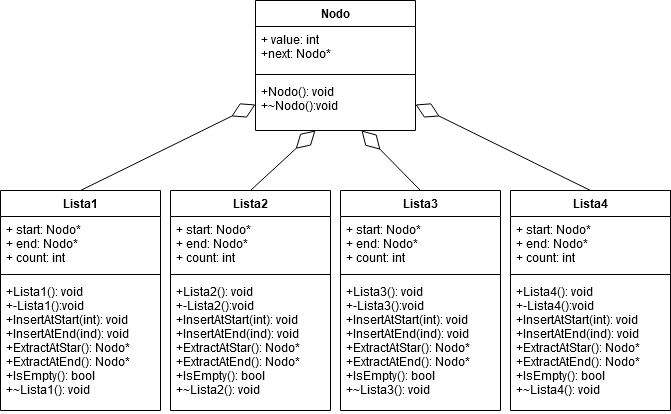 Nodo
+ value: int
+next: Nodo*
+Nodo(): void
+~Nodo():void
Lista1
+ start: Nodo*
+ end: Nodo*
+ count: int
+Lista1(): void
+-Lista1():void
+InsertAtStart(int): void
+InsertAtEnd(ind): void
+ExtractAtStar(): Nodo*
+ExtractAtEnd(): Nodo*
+IsEmpty(): bool
+~Lista1(): void
Lista2
+ start: Nodo*
+ end: Nodo*
+ count: int
+Lista2(): void
+-Lista2():void
+InsertAtStart(int): void
+InsertAtEnd(ind): void
+ExtractAtStar(): Nodo*
+ExtractAtEnd(): Nodo*
+IsEmpty(): bool
+~Lista2(): void
Lista3
+ start: Nodo*
+ end: Nodo*
+ count: int
+Lista3(): void
+-Lista3():void
+InsertAtStart(int): void
+InsertAtEnd(ind): void
+ExtractAtStar(): Nodo*
+ExtractAtEnd(): Nodo*
+IsEmpty(): bool
+~Lista3(): void
Lista4
+ start: Nodo*
+ end: Nodo*
+ count: int
+Lista4(): void
+-Lista4():void
+InsertAtStart(int): void
+InsertAtEnd(ind): void
+ExtractAtStar(): Nodo*
+ExtractAtEnd(): Nodo*
+IsEmpty(): bool
+~Lista4(): void